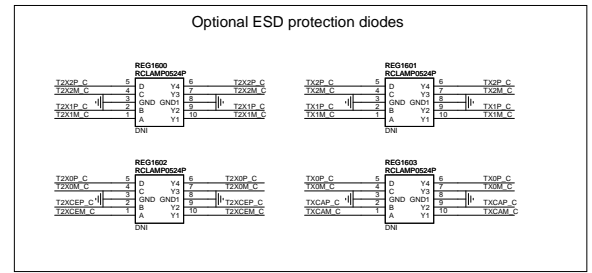 Optional ESD protection diodes
REG1600
RCLAMP0524P
T2X2P_C 5 D Y4 6 T2X2P_C
T2X2M_C 4 C Y3 7 T2X2M_C
3 GND GND1 8
T2X1P_C 2 B Y2 9 T2X1P_C
T2X1M_C 1 A Y1 10 T2X1M_C
DNI
REG1601
RCLAMP0524P
TX2P_C 5 D Y4 6 TX2P_C
TX2M_C 4 C Y3 7 TX2M_C
3 GND GND1 8
TX1P_C 2 B Y2 9 TX1P_C
TX1M_C 1 A Y1 10 TX1M_C
DNI
REG1602
RCLAMP0524P
T2X0P_C 5 D Y4 6 T2X0P_C
T2X0M_C 4 C Y3 7 T2X0M_C
3 GND GND1 8
T2XCEP_C 2 B Y2 9 T2XCEP_C
T2XCEM_C 1 A Y1 10 T2XCEM_C
DNI
REG1603
RCLAMP0524P
TX0P_C 5 D Y4 6 TX0P_C
TX0M_C 4 C Y3 7 TX0M_C
3 GND GND1 8
TXCAP_C 2 B Y2 9 TXCAP_C
TXCAM_C 1 A Y1 10 TXCAM_C
DNI